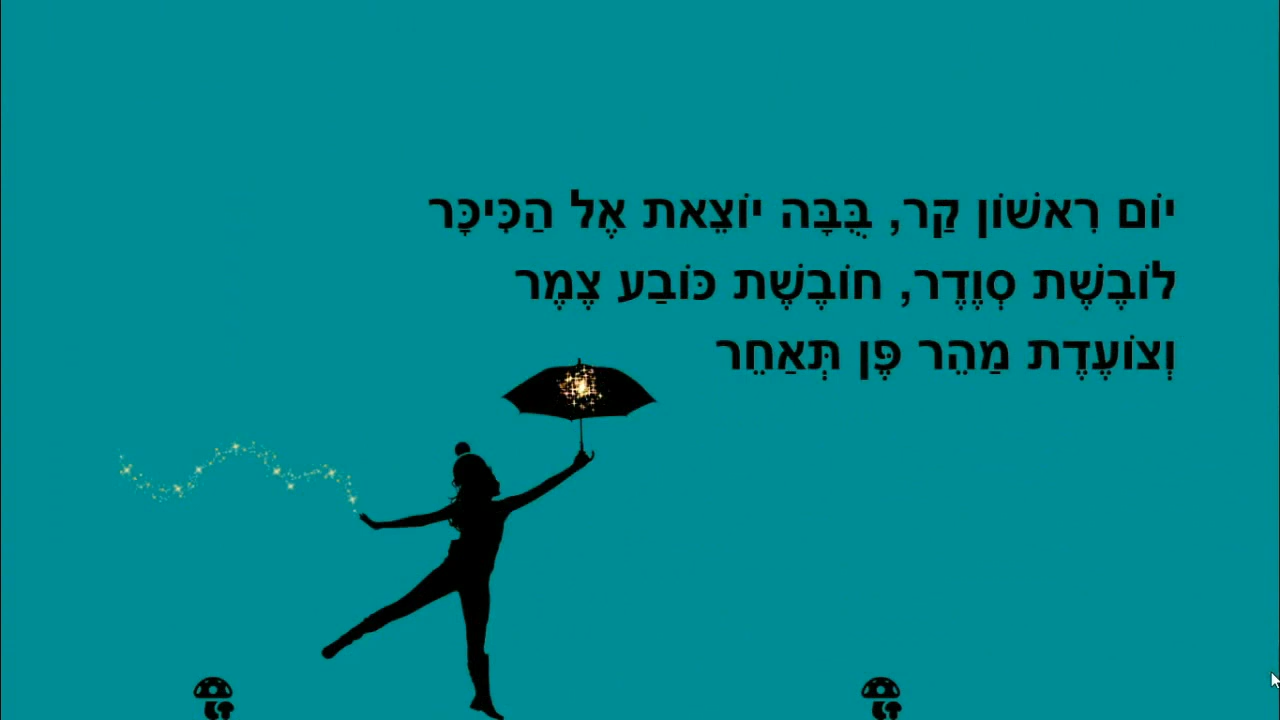 יוֹם רִאשׁוֹן קַר, בֻּבָּה יוֹצֵאת אֶל הַכִּיכָּר
לוֹבֶשֶׁת סְוֶדֶר, חוֹבֶשֶׁת כּוֹבַע צֶמֶר
וְצוֹעֶדֶת מַהֵר פֶּן תְּאַחֵר